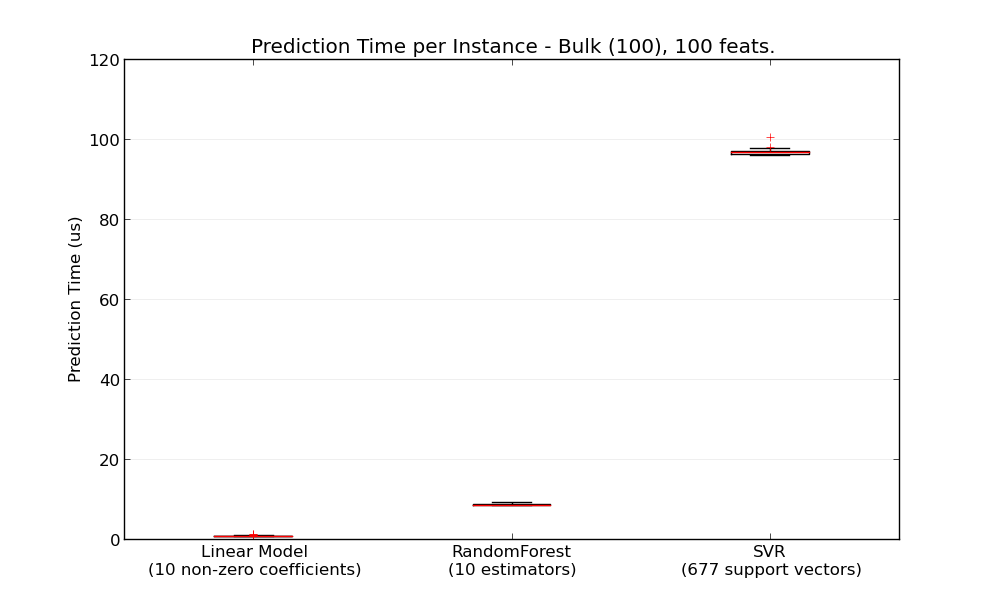 Prediction Time per Instance - Bulk (100), 100 feats.
120
100
80
60
40
20
0
Prediction Time (us)
Linear Model
(10 non-zero coefficients)
RandomForest
(10 estimators)
SVR
(677 support vectors)